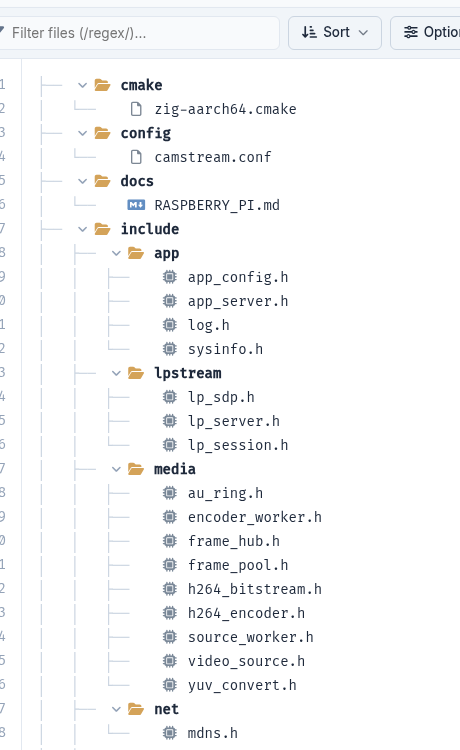 Filter files (/regex/)...
Sort
Optio
1 cmake
2 zig-aarch64.cmake
3 config
4 camstream.conf
5 docs
6 RASPBERRY_PI.md
7 include
8 app
9 app_config.h
0 app_server.h
1 log.h
2 sysinfo.h
3 lpstream
4 lp_sdp.h
5 lp_server.h
6 lp_session.h
7 media
8 au_ring.h
9 encoder_worker.h
0 frame_hub.h
1 frame_pool.h
2 h264_bitstream.h
3 h264_encoder.h
4 source_worker.h
5 video_source.h
6 yuv_convert.h
7 net
8 mdns.h